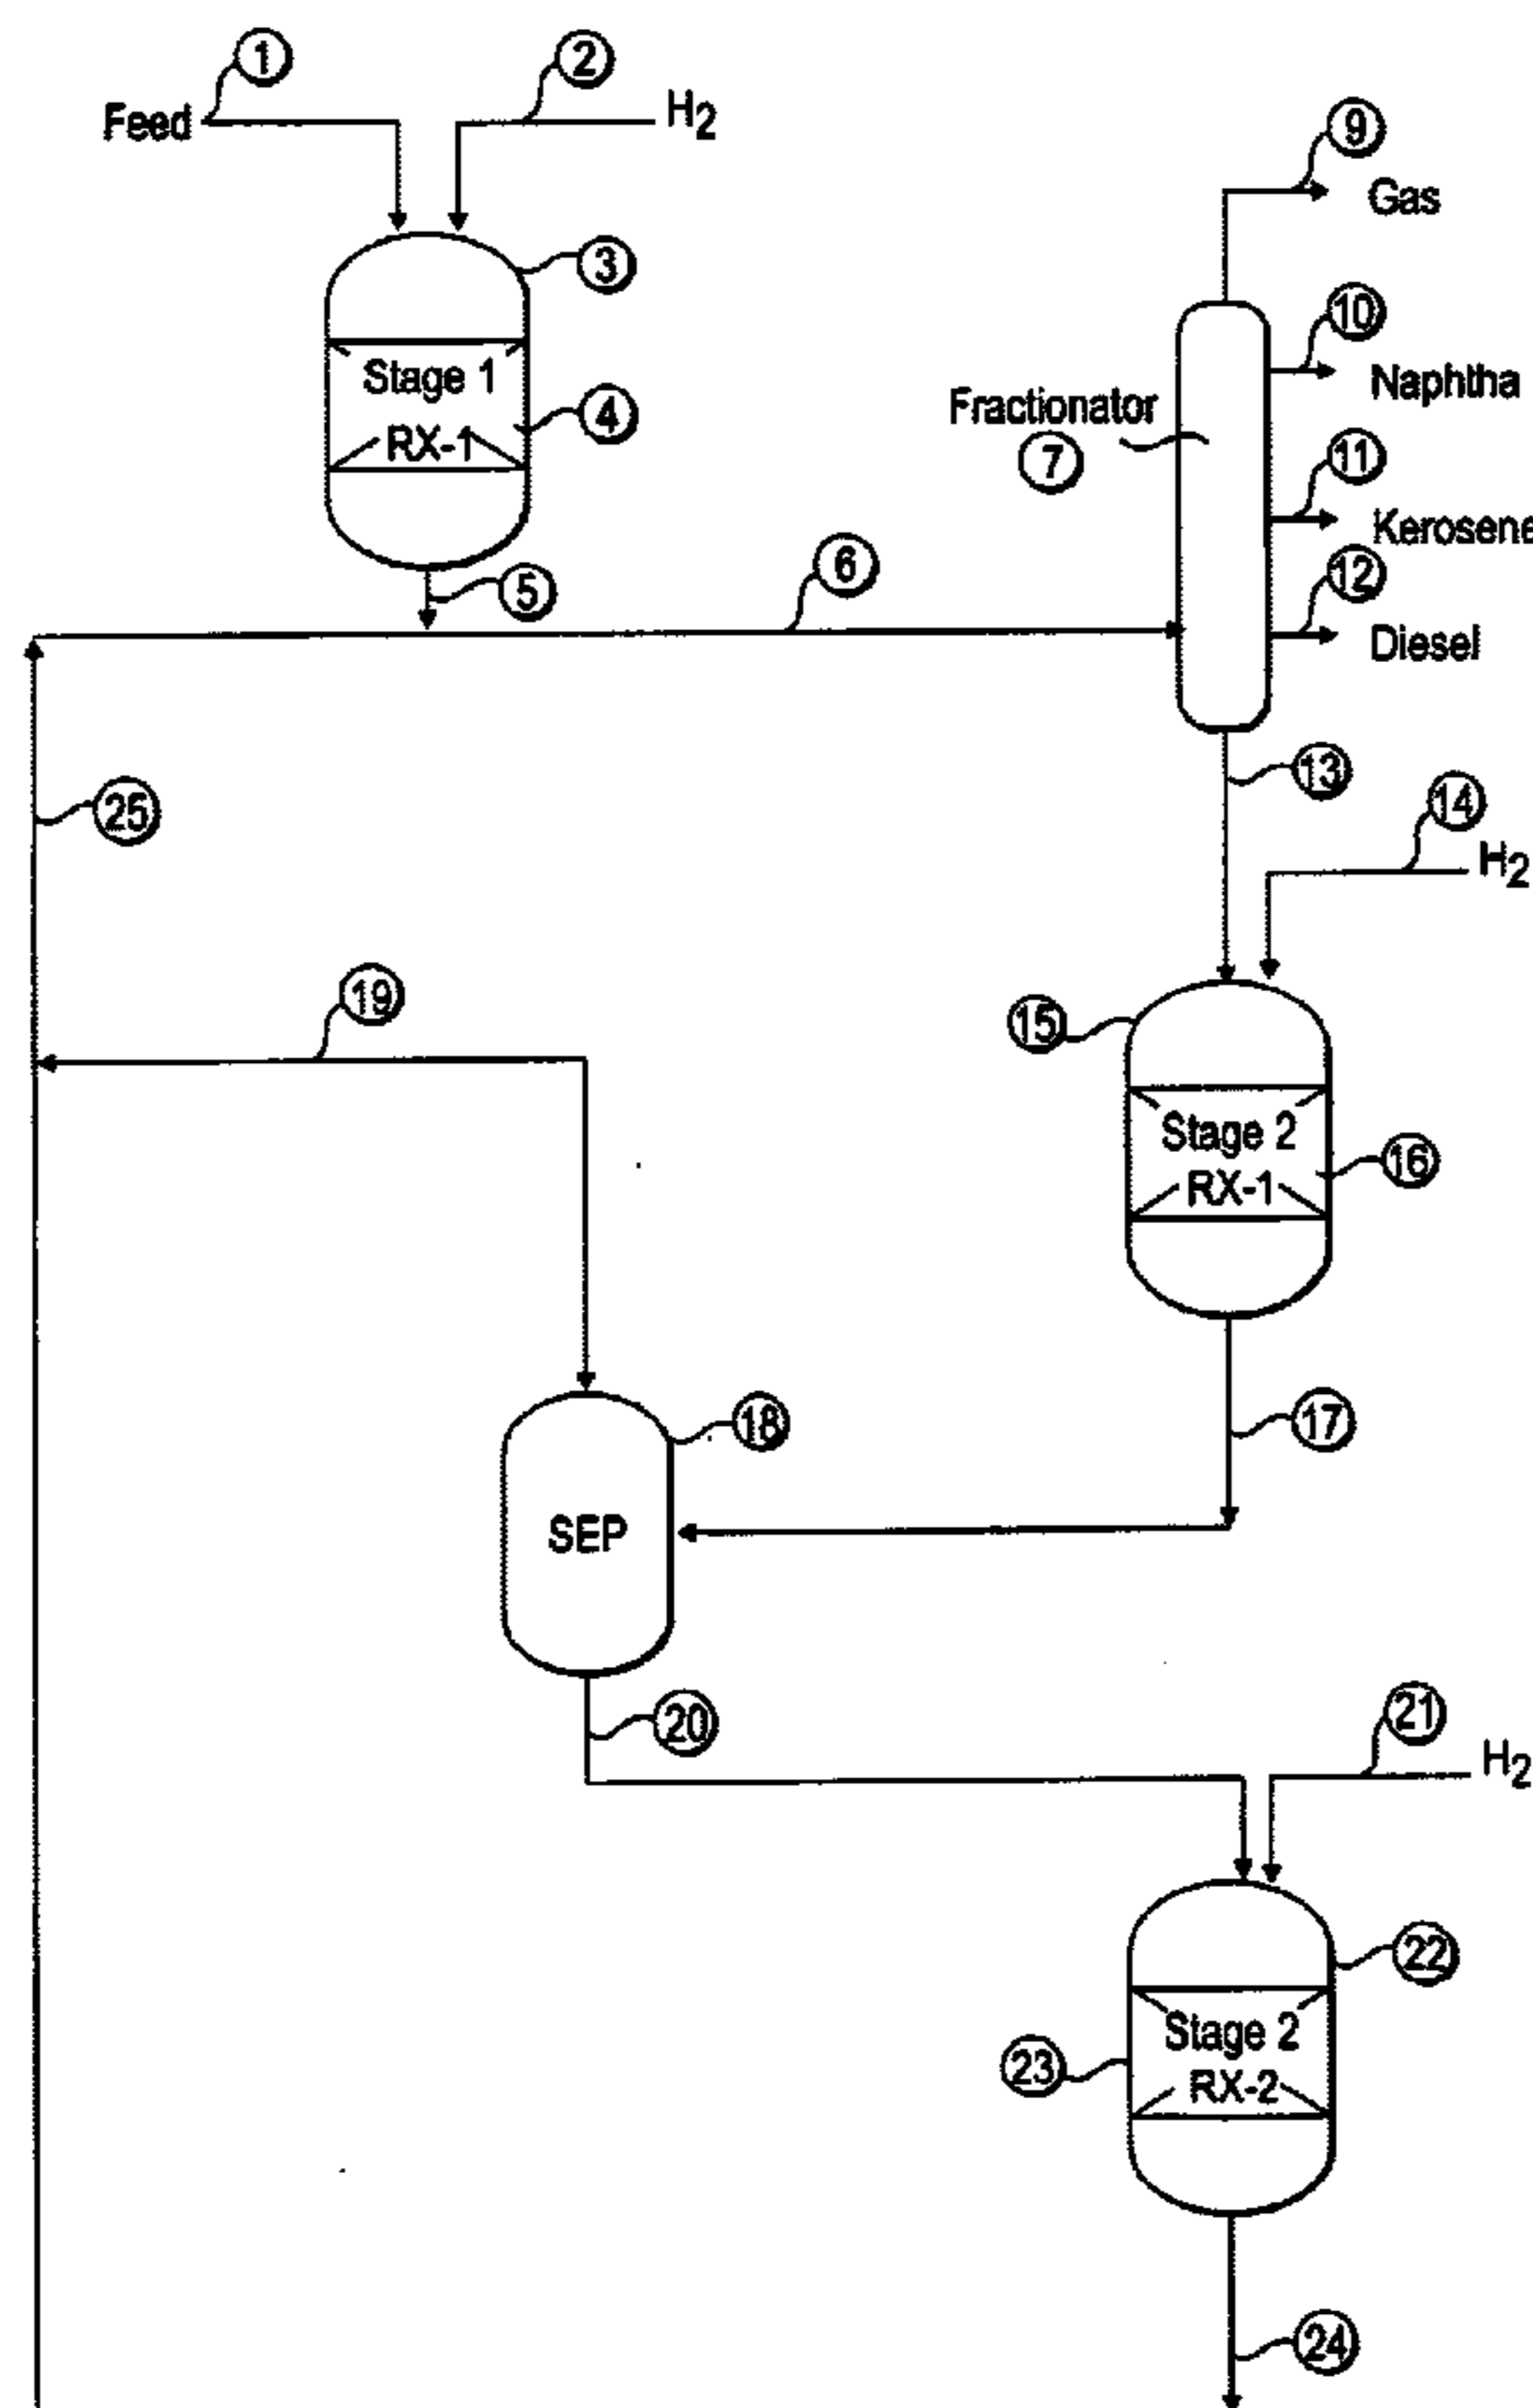 1
2
Feed
H2
9
Gas
3
10
Stage 1
Naphtha
Fractionator
4
RX-1
7
11
Kerosene
6
5
12
Diesel
13
14
25
H2
19
15
Stage 2
16
RX-1
18
17
SEP
20
21
H2
22
Stage 2
23
RX-2
24